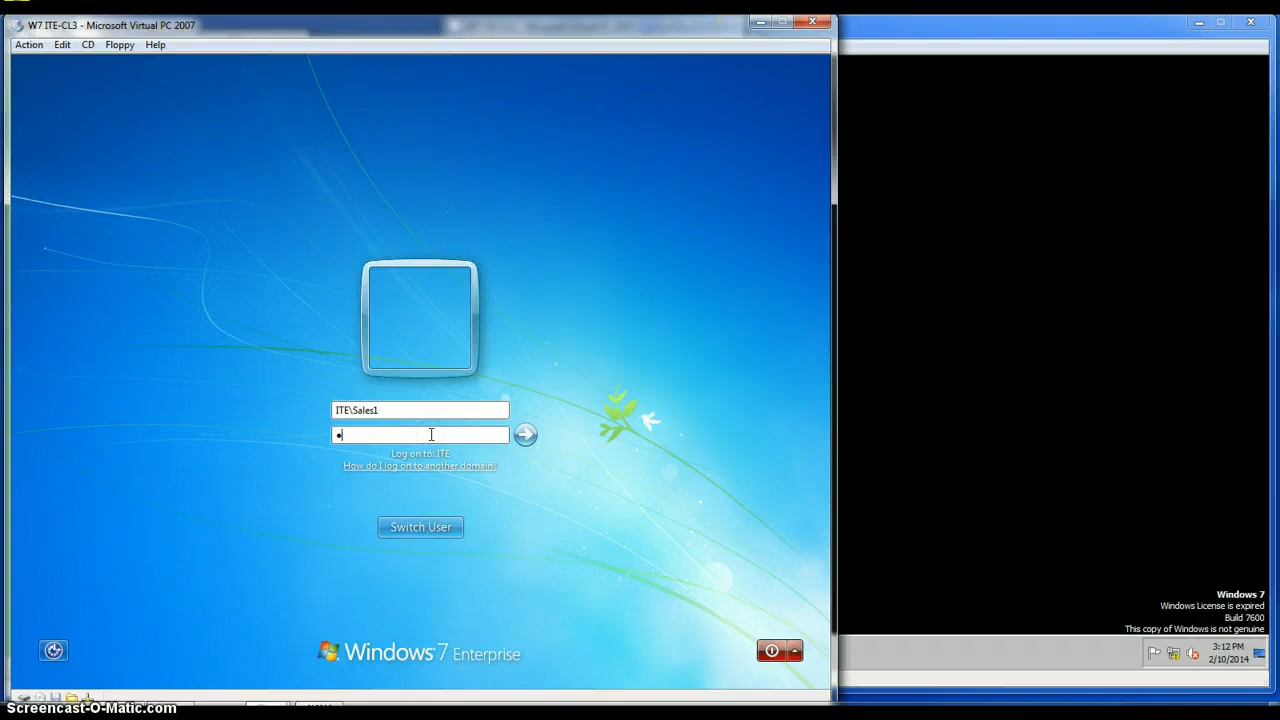 W7 ITE-CL3 - Microsoft Virtual PC 2007
Action Edit CD Floppy Help
ITE\Sales1
Log on to: ITE
How do I log on to another domain?
Switch User
Windows 7 Enterprise
Windows 7
Windows License is expired
Build 7600
This copy of Windows is not genuine
3:12 PM
2/10/2014
Screencast-O-Matic.com